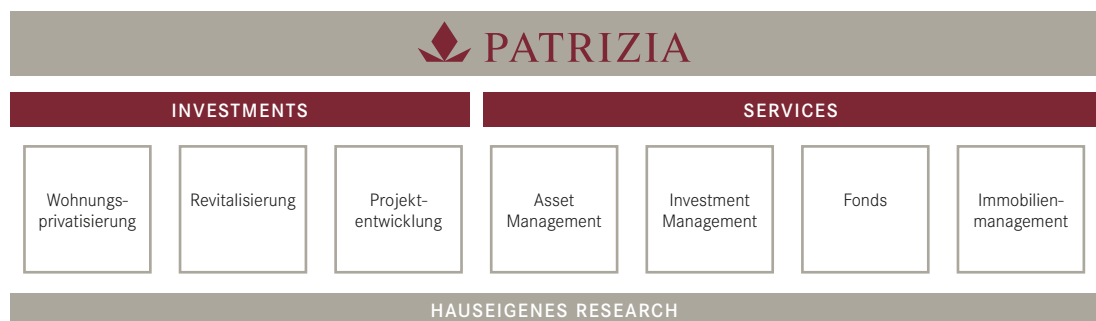 PATRIZIA
INVESTMENTS
SERVICES
Wohnungs-
privatisierung
Revitalisierung
Projekt-
entwicklung
Asset
Management
Investment
Management
Fonds
Immobilien-
management
HAUSEIGENES RESEARCH